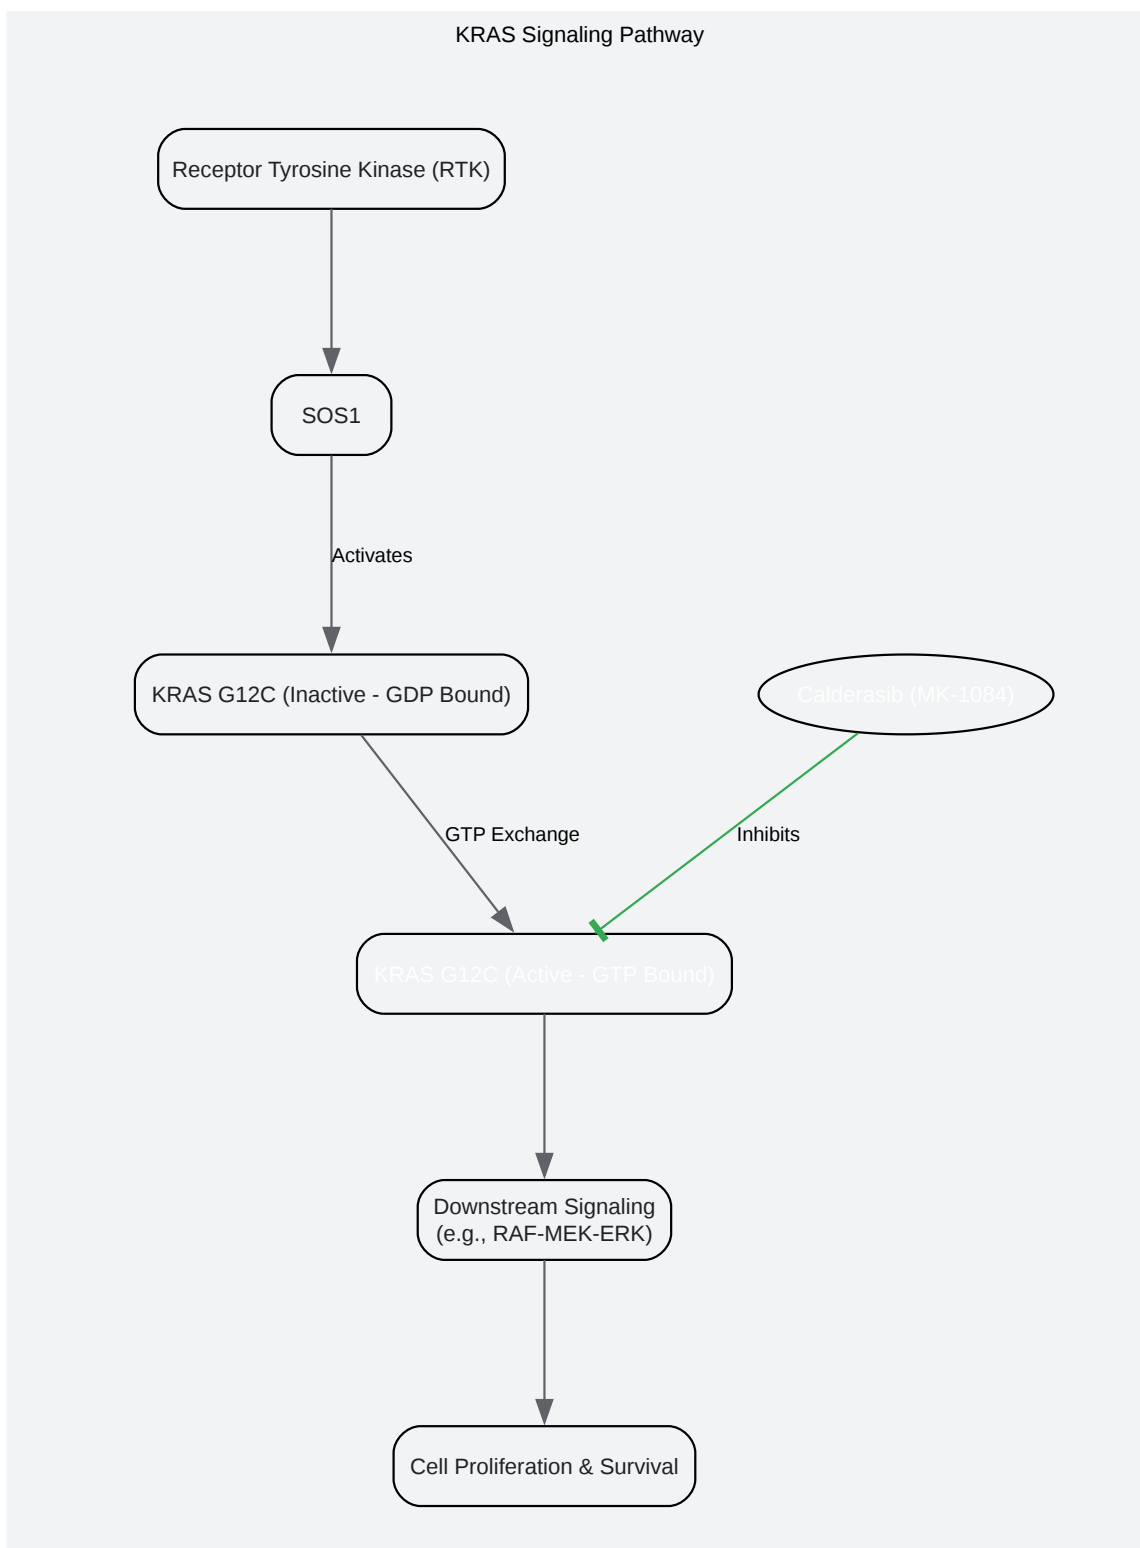 KRAS Signaling Pathway
Receptor Tyrosine Kinase (RTK)
SOS1
Activates
KRAS G12C (Inactive - GDP Bound)
Calderasib (MK-1084)
GTP Exchange
Inhibits
KRAS G12C (Active - GTP Bound)
Downstream Signaling
(e.g., RAF-MEK-ERK)
Cell Proliferation & Survival